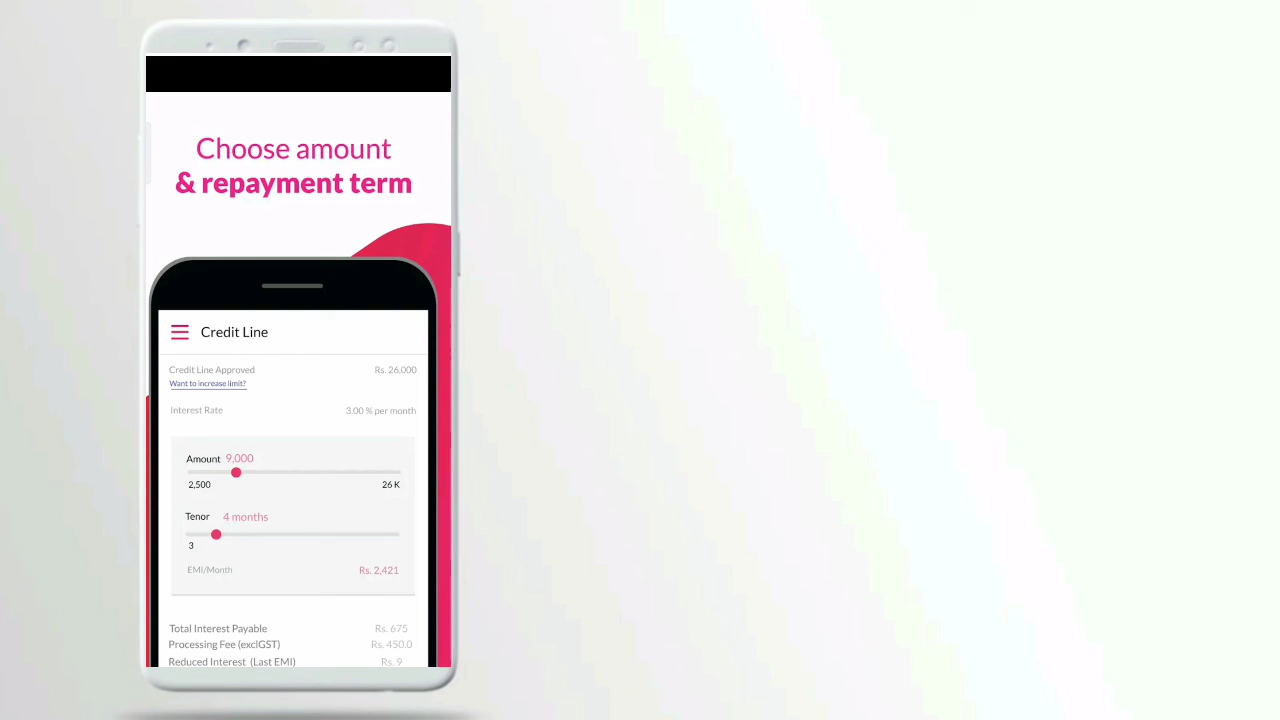 Choose amount
& repayment term
Credit Line
Credit Line Approved Rs. 26,000
Want to increase limit?
Interest Rate 3.00 % per month
Amount 9,000
2,500 26 K
Tenor 4 months
3
EMI/Month Rs. 2,421
Total Interest Payable Rs. 675
Processing Fee (exclGST) Rs. 450.0
Reduced Interest (Last EMI) Rs. 9